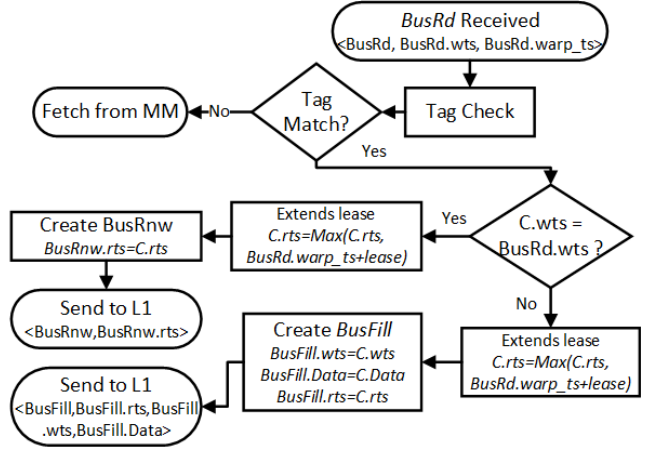 BusRd Received
<BusRd, BusRd.wts, BusRd.warp_ts>
Tag Check
Tag
Match?
No
Fetch from MM
Yes
C.wts =
BusRd.wts ?
Yes
Extends lease
C.rts=Max(C.rts,
BusRd.warp_ts+lease)
Create BusRnw
BusRnw.rts=C.rts
Send to L1
<BusRnw,BusRnw.rts>
No
Extends lease
C.rts=Max(C.rts,
BusRd.warp_ts+lease)
Create BusFill
BusFill.wts=C.wts
BusFill.Data=C.Data
BusFill.rts=C.rts
Send to L1
<BusFill,BusFill.rts,BusFill
.wts,BusFill.Data>